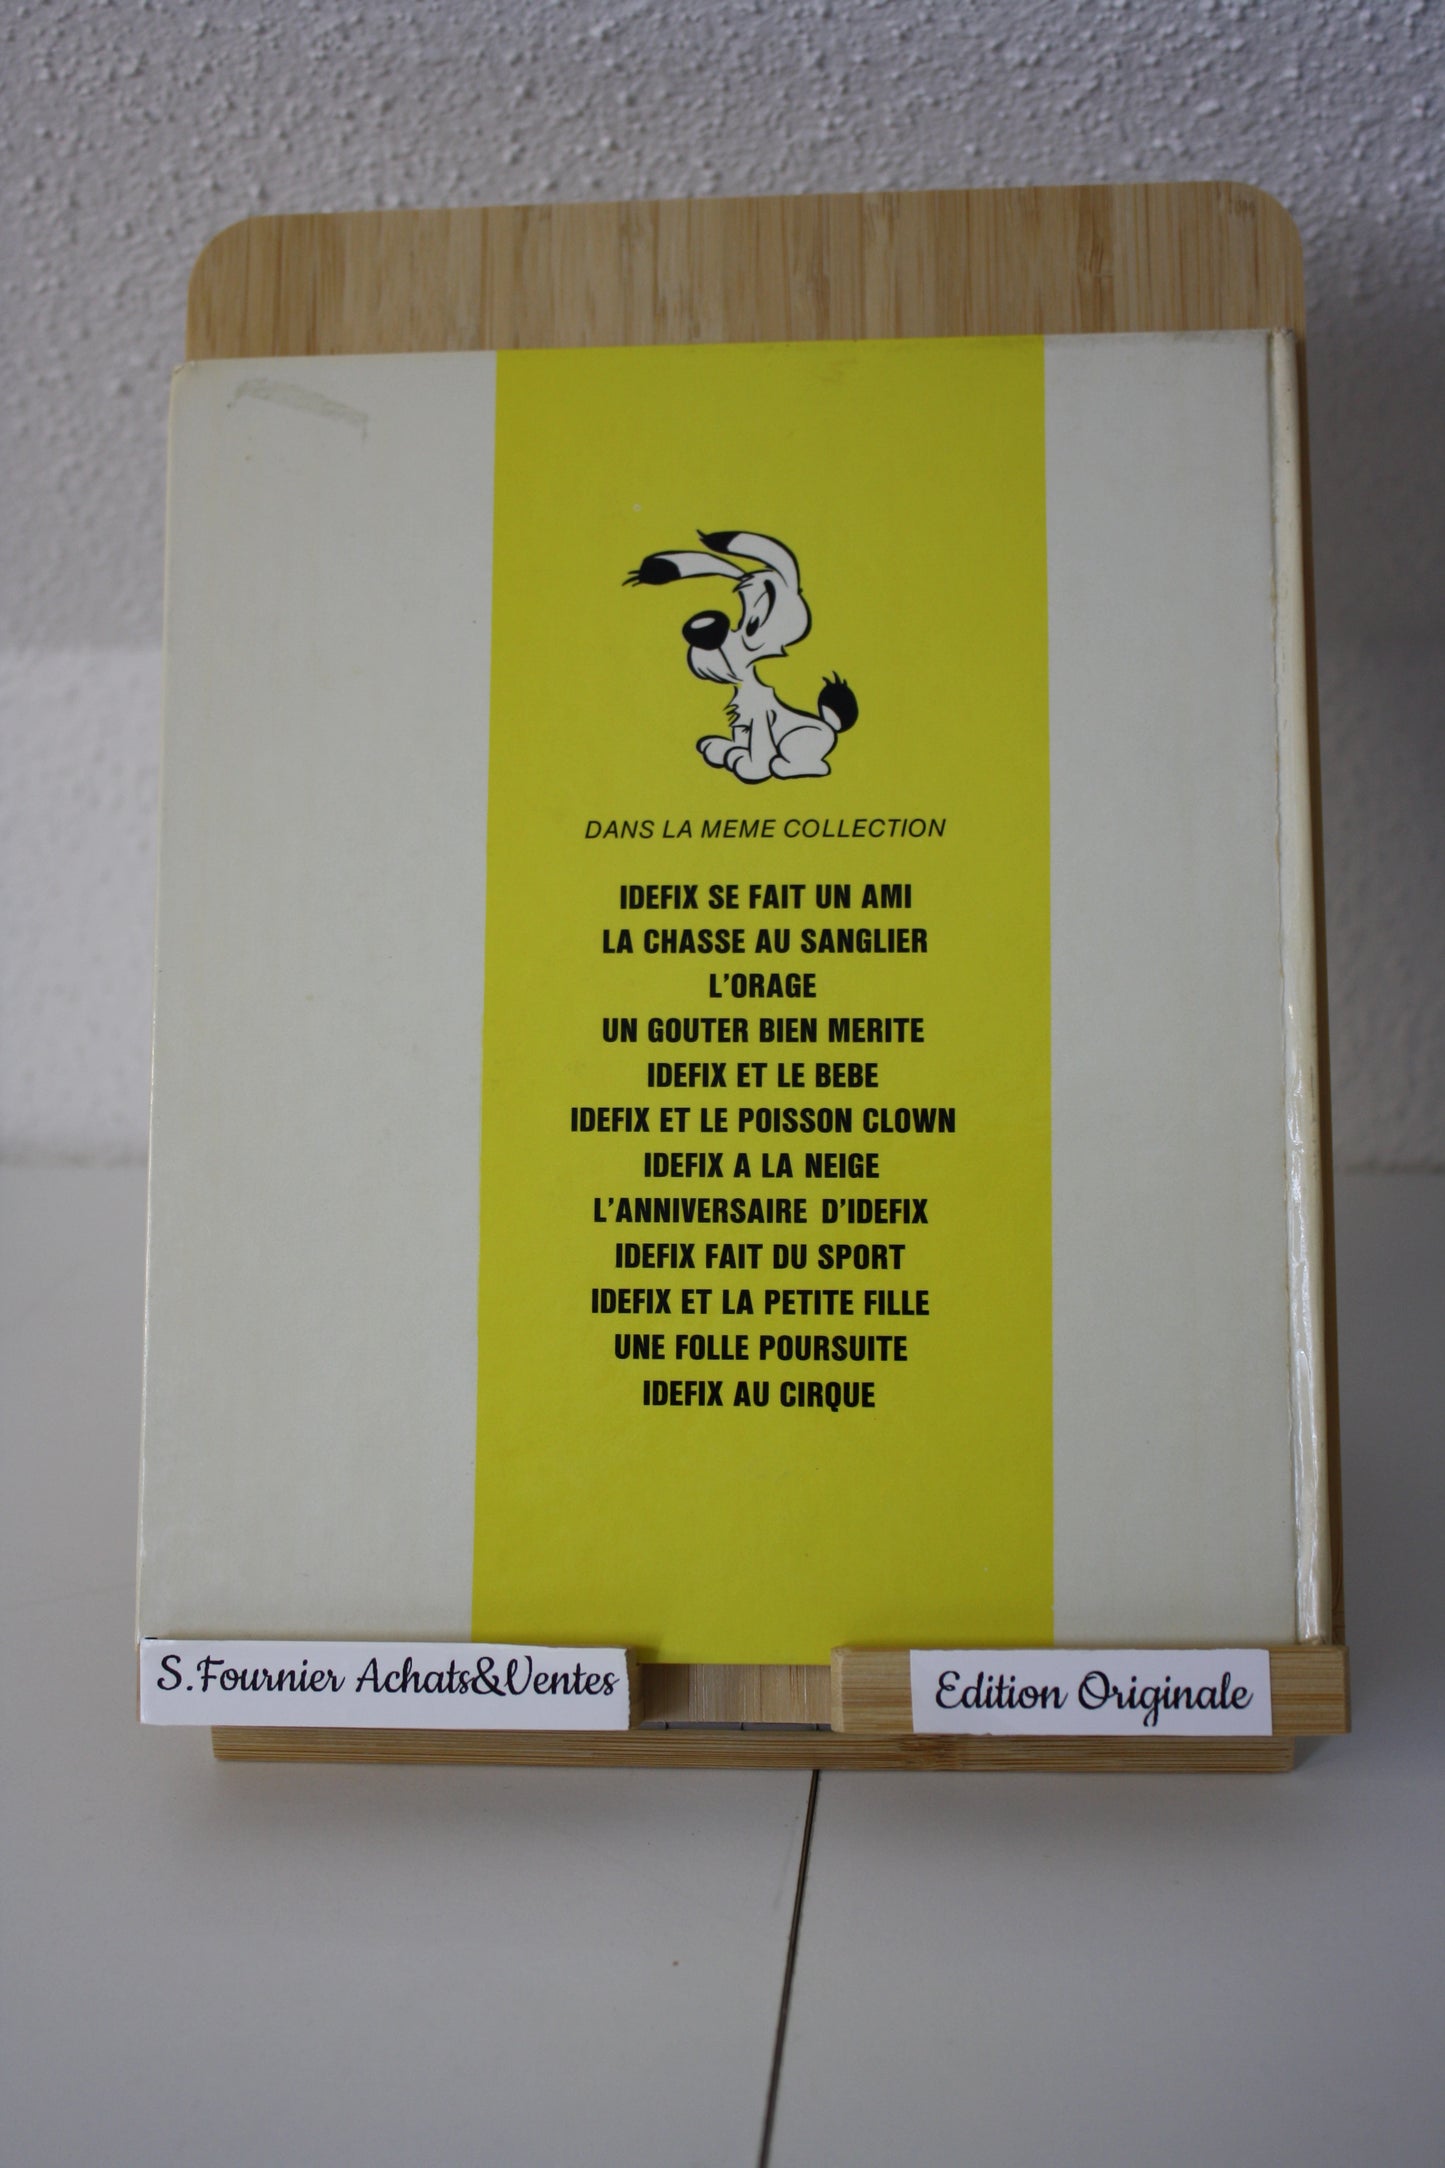 DANS LA MEME COLLECTION
IDEFIX SE FAIT UN AMI
LA CHASSE AU SANGLIER
L'ORAGE
UN GOUTER BIEN MERITE
IDEFIX ET LE BEBE
IDEFIX ET LE POISSON CLOWN
IDEFIX A LA NEIGE
L'ANNIVERSAIRE D'IDEFIX
IDEFIX FAIT DU SPORT
IDEFIX ET LA PETITE FILLE
UNE FOLLE POURSUITE
IDEFIX AU CIRQUE
S.Fournier Achats&Ventes
Edition Originale